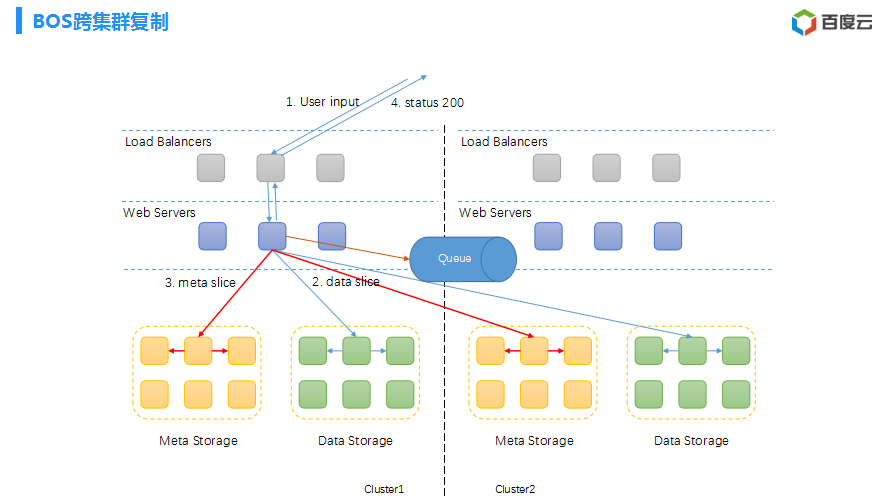 BOS跨集群复制
百度云
1. User input
4. status 200
Load Balancers
Load Balancers
Web Servers
Web Servers
Queue
3. meta slice
2. data slice
Meta Storage
Data Storage
Meta Storage
Data Storage
Cluster1
Cluster2